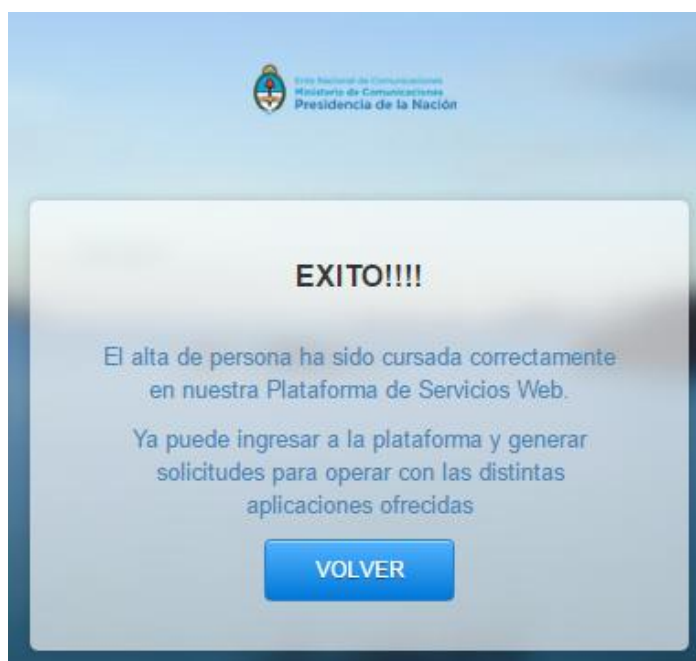 Ente Nacional de Comunicaciones
Ministerio de Comunicaciones
Presidencia de la Nación
EXITO!!!!
El alta de persona ha sido cursada correctamente
en nuestra Plataforma de Servicios Web.
Ya puede ingresar a la plataforma y generar
solicitudes para operar con las distintas
aplicaciones ofrecidas
VOLVER